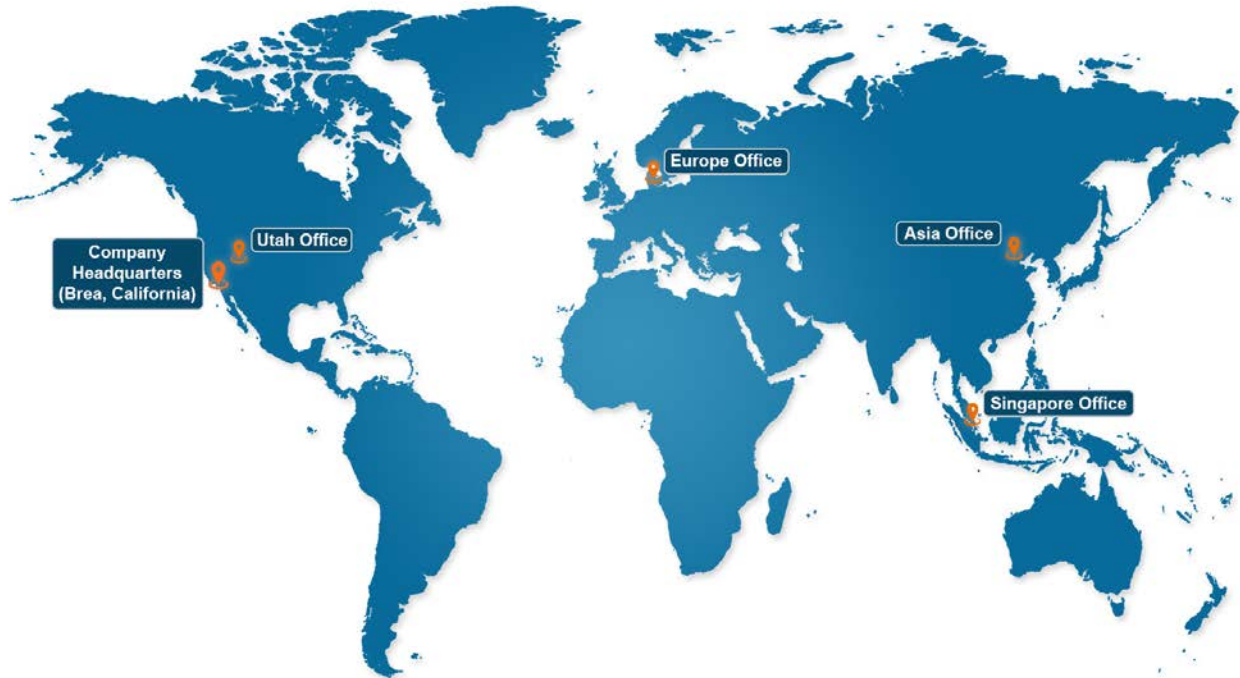 Europe Office
Utah Office
Asia Office
Company
Headquarters
(Brea, California)
Singapore Office